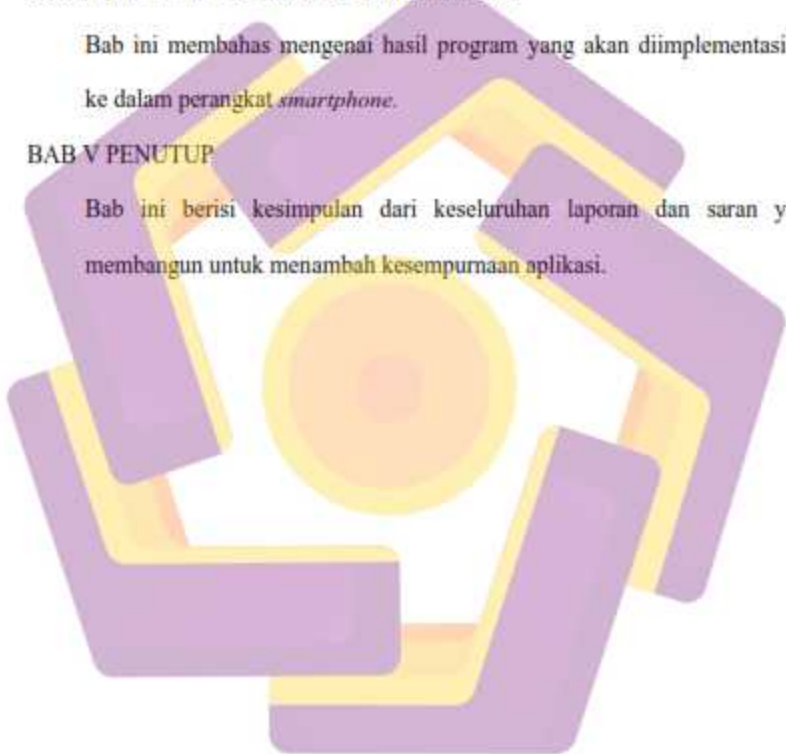 Bab ini membahas mengenai hasil program yang akan diimplementasi
ke dalam perangkat smartphone.
BAB V PENUTUP
Bab ini berisi kesimpulan dari keseluruhan laporan dan saran y
membangun untuk menambah kesempurnaan aplikasi.